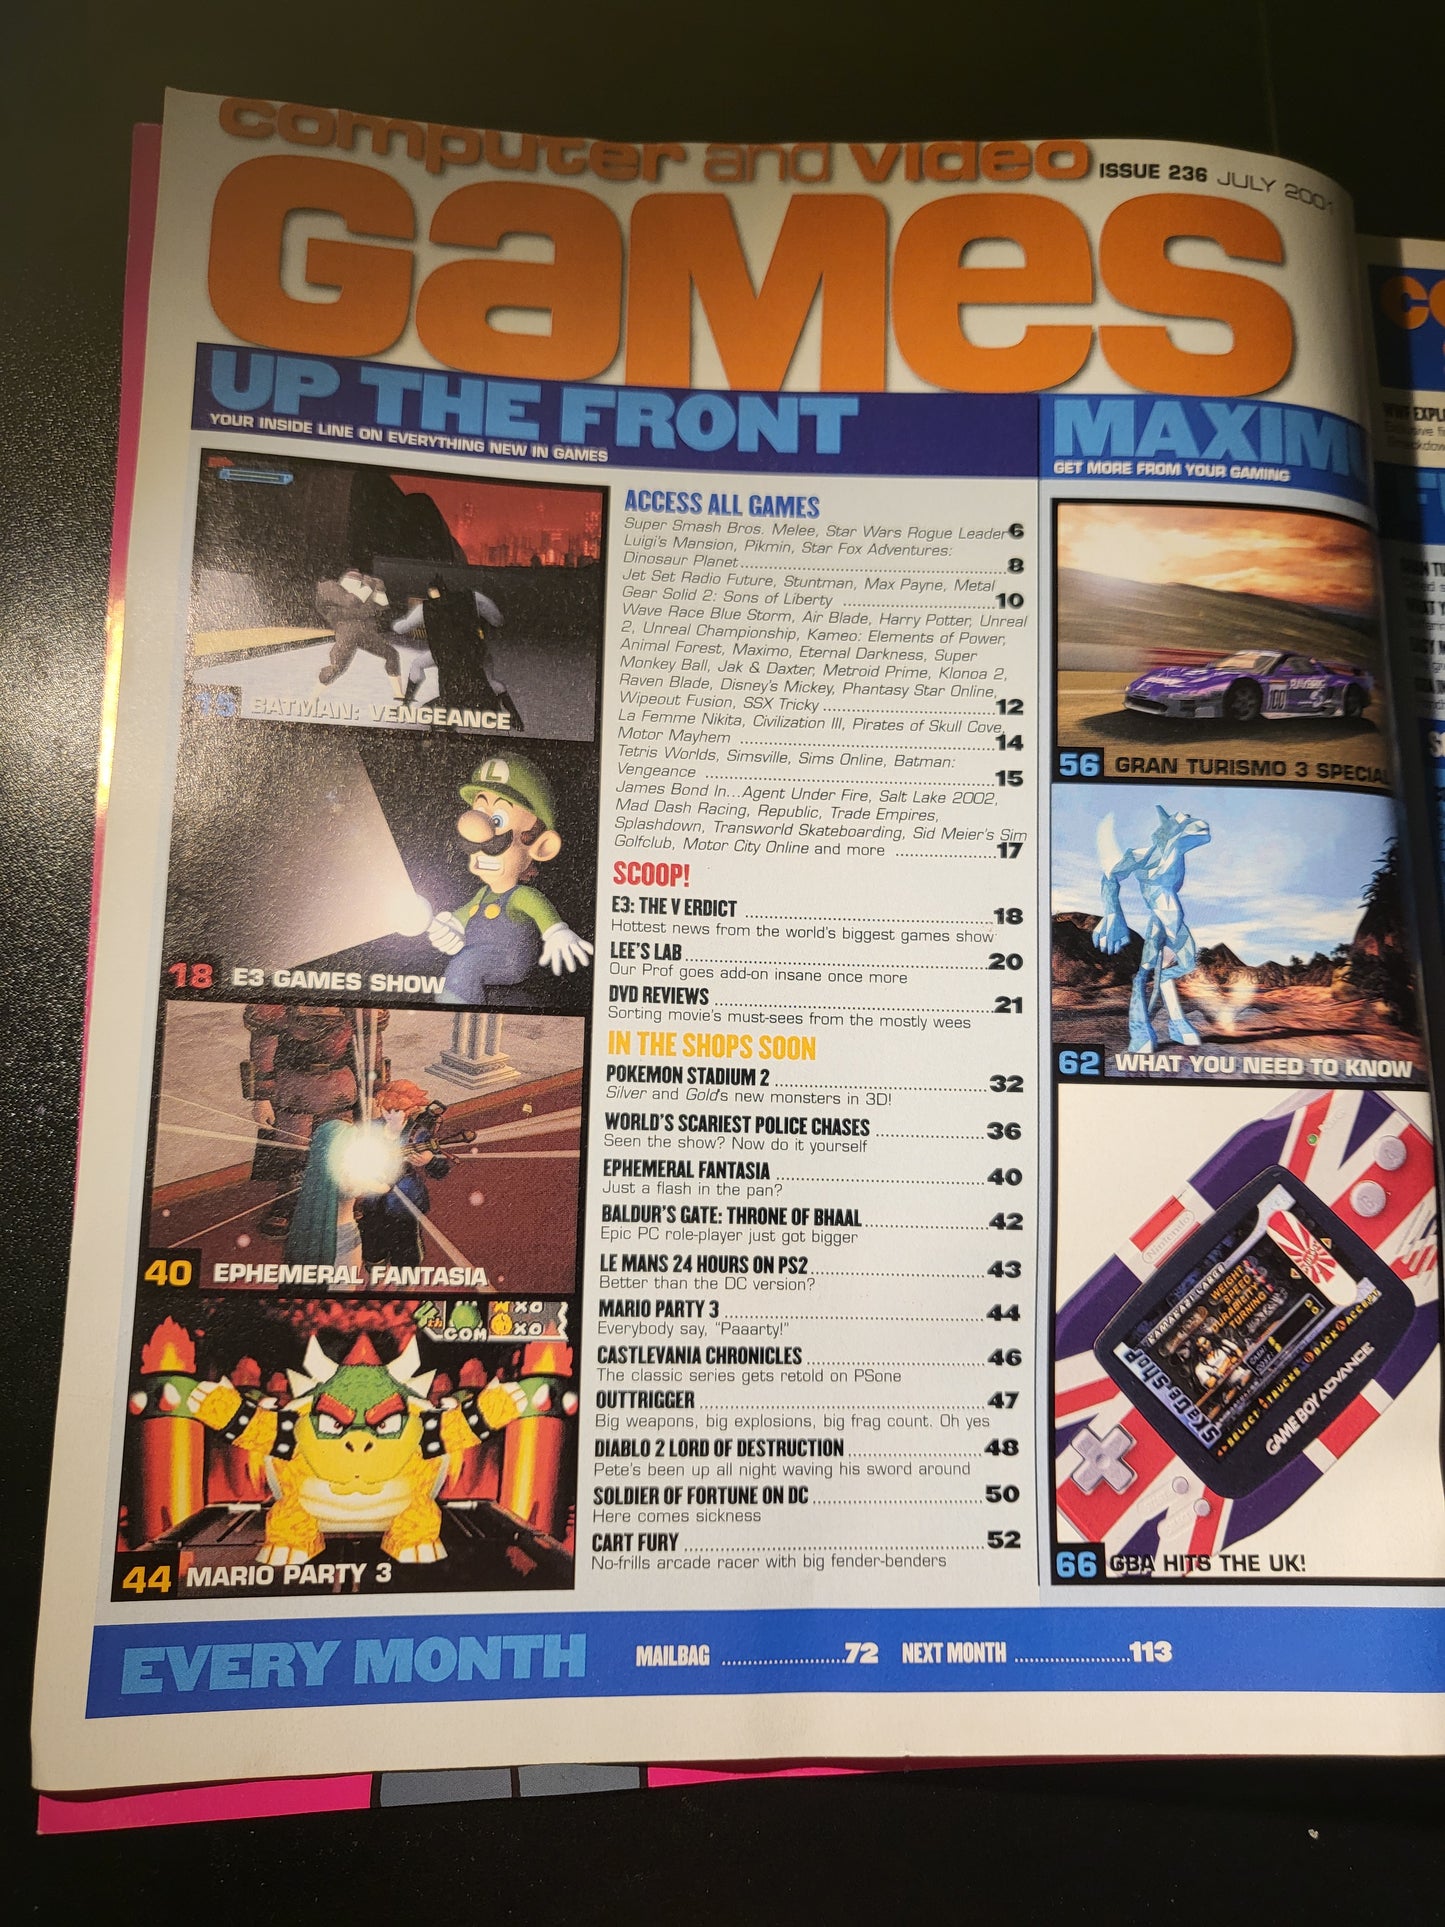 computer and video
Games
ISSUE 236 JULY 2001
UP THE FRONT
YOUR INSIDE LINE ON EVERYTHING NEW IN GAMES
15 BATMAN: VENGEANCE
18 E3 GAMES SHOW
40 EPHEMERAL FANTASIA
4th COM x0 x0
44 MARIO PARTY 3
ACCESS ALL GAMES
Super Smash Bros. Melee, Star Wars Rogue Leader 6
Luigi's Mansion, Pikmin, Star Fox Adventures:
Dinosaur Planet ........ 8
Jet Set Radio Future, Stuntman, Max Payne, Metal
Gear Solid 2: Sons of Liberty ........ 10
Wave Race Blue Storm, Air Blade, Harry Potter, Unreal
2, Unreal Championship, Kameo: Elements of Power,
Animal Forest, Maximo, Eternal Darkness, Super
Monkey Ball, Jak & Daxter, Metroid Prime, Klonoa 2,
Raven Blade, Disney's Mickey, Phantasy Star Online,
Wipeout Fusion, SSX Tricky ........ 12
La Femme Nikita, Civilization III, Pirates of Skull Cove,
Motor Mayhem ........ 14
Tetris Worlds, Simsville, Sims Online, Batman:
Vengeance ........ 15
James Bond In...Agent Under Fire, Salt Lake 2002,
Mad Dash Racing, Republic, Trade Empires,
Splashdown, Transworld Skateboarding, Sid Meier's Sim
Golfclub, Motor City Online and more ........ 17
SCOOP!
E3: THE V ERDICT ........ 18
Hottest news from the world's biggest games show
LEE'S LAB ........ 20
Our Prof goes add-on insane once more
DVD REVIEWS ........ 21
Sorting movie's must-sees from the mostly wees
IN THE SHOPS SOON
POKEMON STADIUM 2 ........ 32
Silver and Gold's new monsters in 3D!
WORLD'S SCARIEST POLICE CHASES ........ 36
Seen the show? Now do it yourself
EPHEMERAL FANTASIA ........ 40
Just a flash in the pan?
BALDUR'S GATE: THRONE OF BHAAL ........ 42
Epic PC role-player just got bigger
LE MANS 24 HOURS ON PS2 ........ 43
Better than the DC version?
MARIO PARTY 3 ........ 44
Everybody say, "Paaarty!"
CASTLEVANIA CHRONICLES ........ 46
The classic series gets retold on PSone
OUTTRIGGER ........ 47
Big weapons, big explosions, big frag count. Oh yes
DIABLO 2 LORD OF DESTRUCTION ........ 48
Pete's been up all night waving his sword around
SOLDIER OF FORTUNE ON DC ........ 50
Here comes sickness
CART FURY ........ 52
No-frills arcade racer with big fender-benders
MAXIMU
GET MORE FROM YOUR GAMING
100
56 GRAN TURISMO 3 SPECIAL
62 WHAT YOU NEED TO KNOW
Nintendo
WEIGHT
SPEED
DURABILITY
TUNING
GAME BOY ADVANCE
66 GBA HITS THE UK!
EVERY MONTH
MAILBAG ........ 72 NEXT MONTH ........ 113